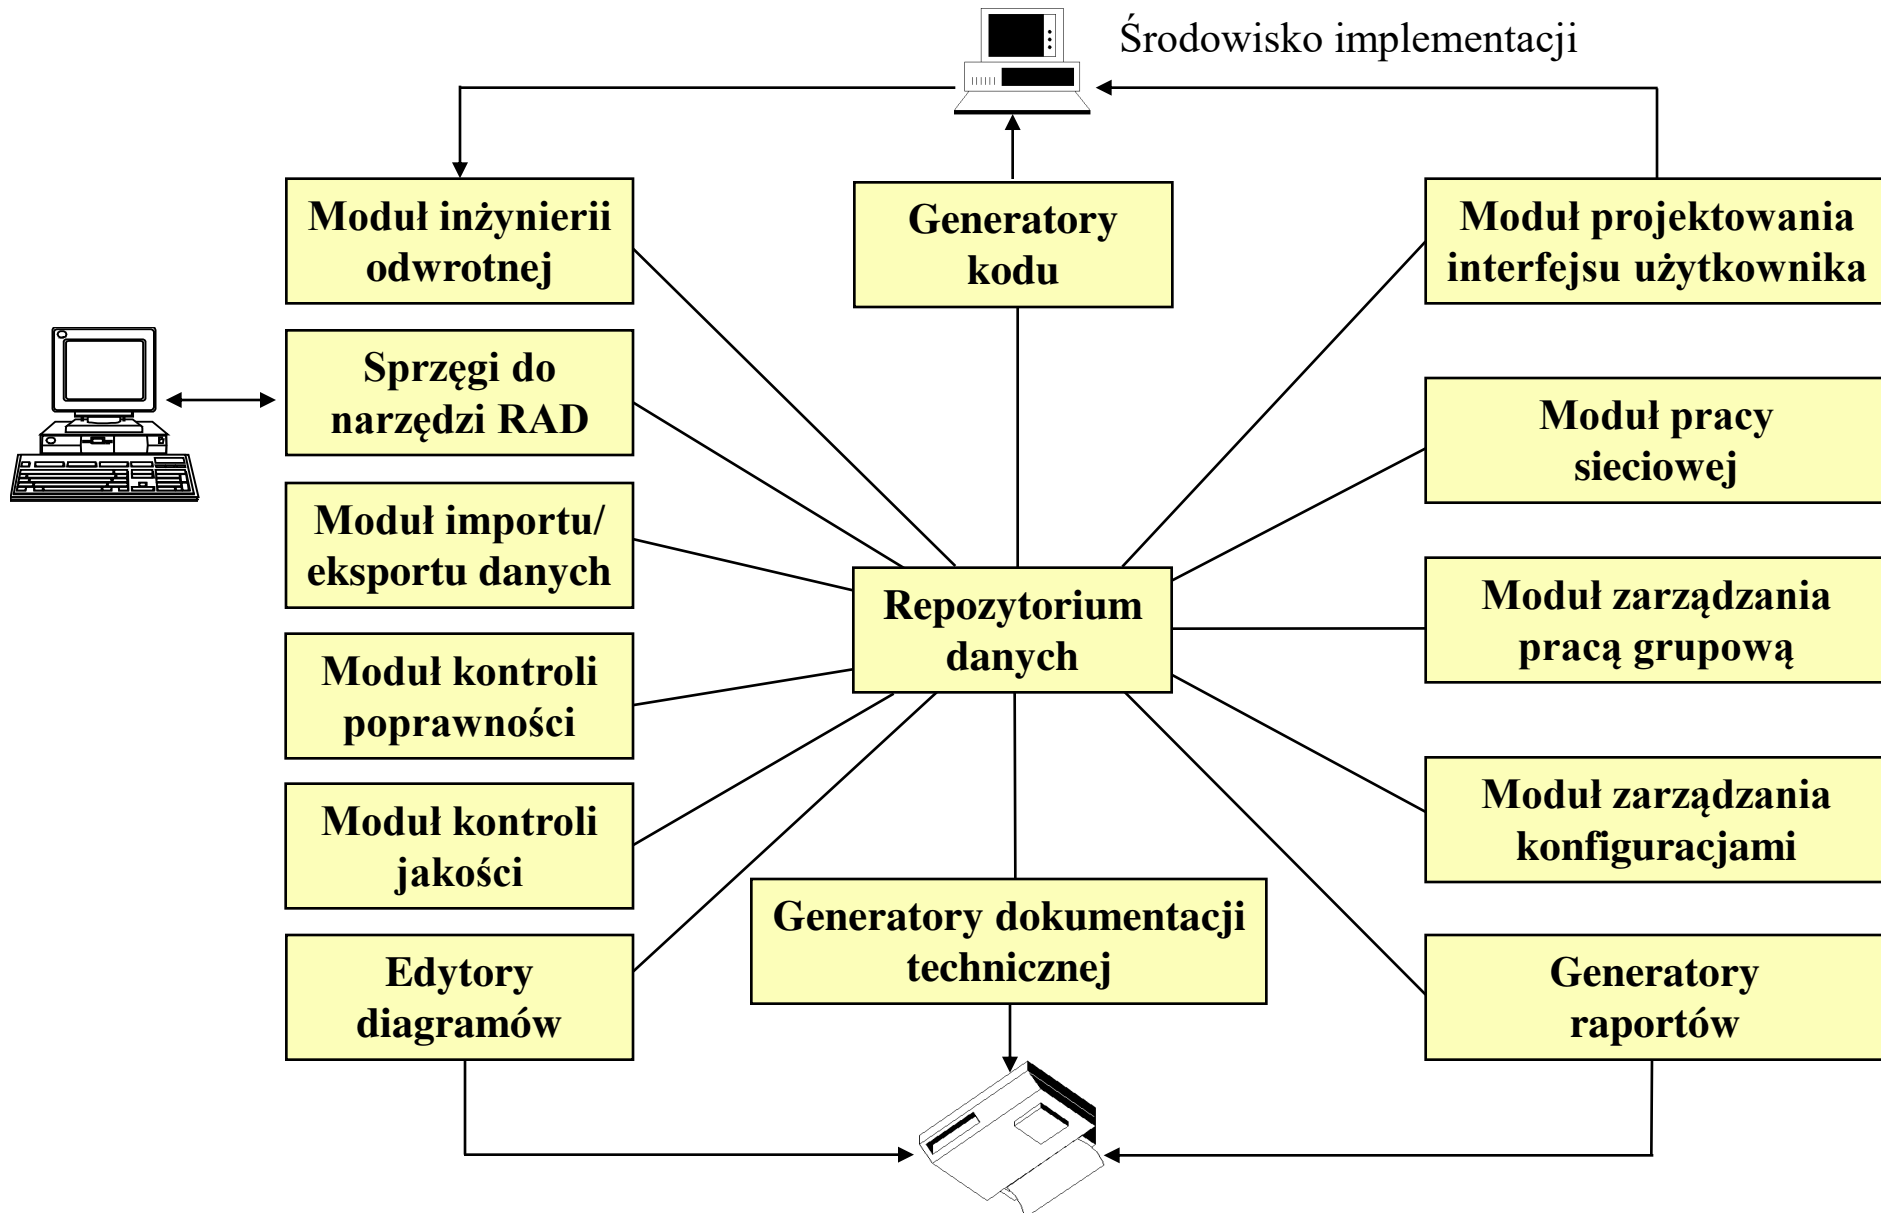 Środowisko implementacji
Moduł inżynierii
odwrotnej
Generatory
kodu
Moduł projektowania
interfejsu użytkownika
Sprzęgi do
narzędzi RAD
Moduł pracy
sieciowej
Moduł importu/
eksportu danych
Repozytorium
danych
Moduł zarządzania
pracą grupową
Moduł kontroli
poprawności
Moduł kontroli
jakości
Moduł zarządzania
konfiguracjami
Generatory dokumentacji
technicznej
Edytory
diagramów
Generatory
raportów